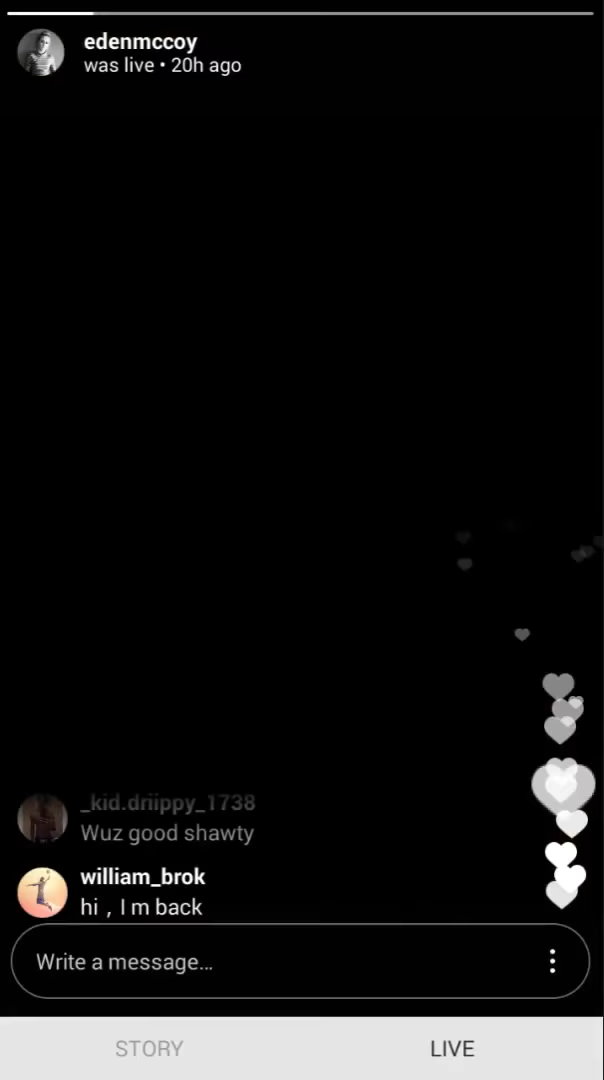 edenmccoy
was live • 20h ago
_kid.driippy_1738
Wuz good shawty
william_brok
hi , I m back
Write a message...
STORY
LIVE